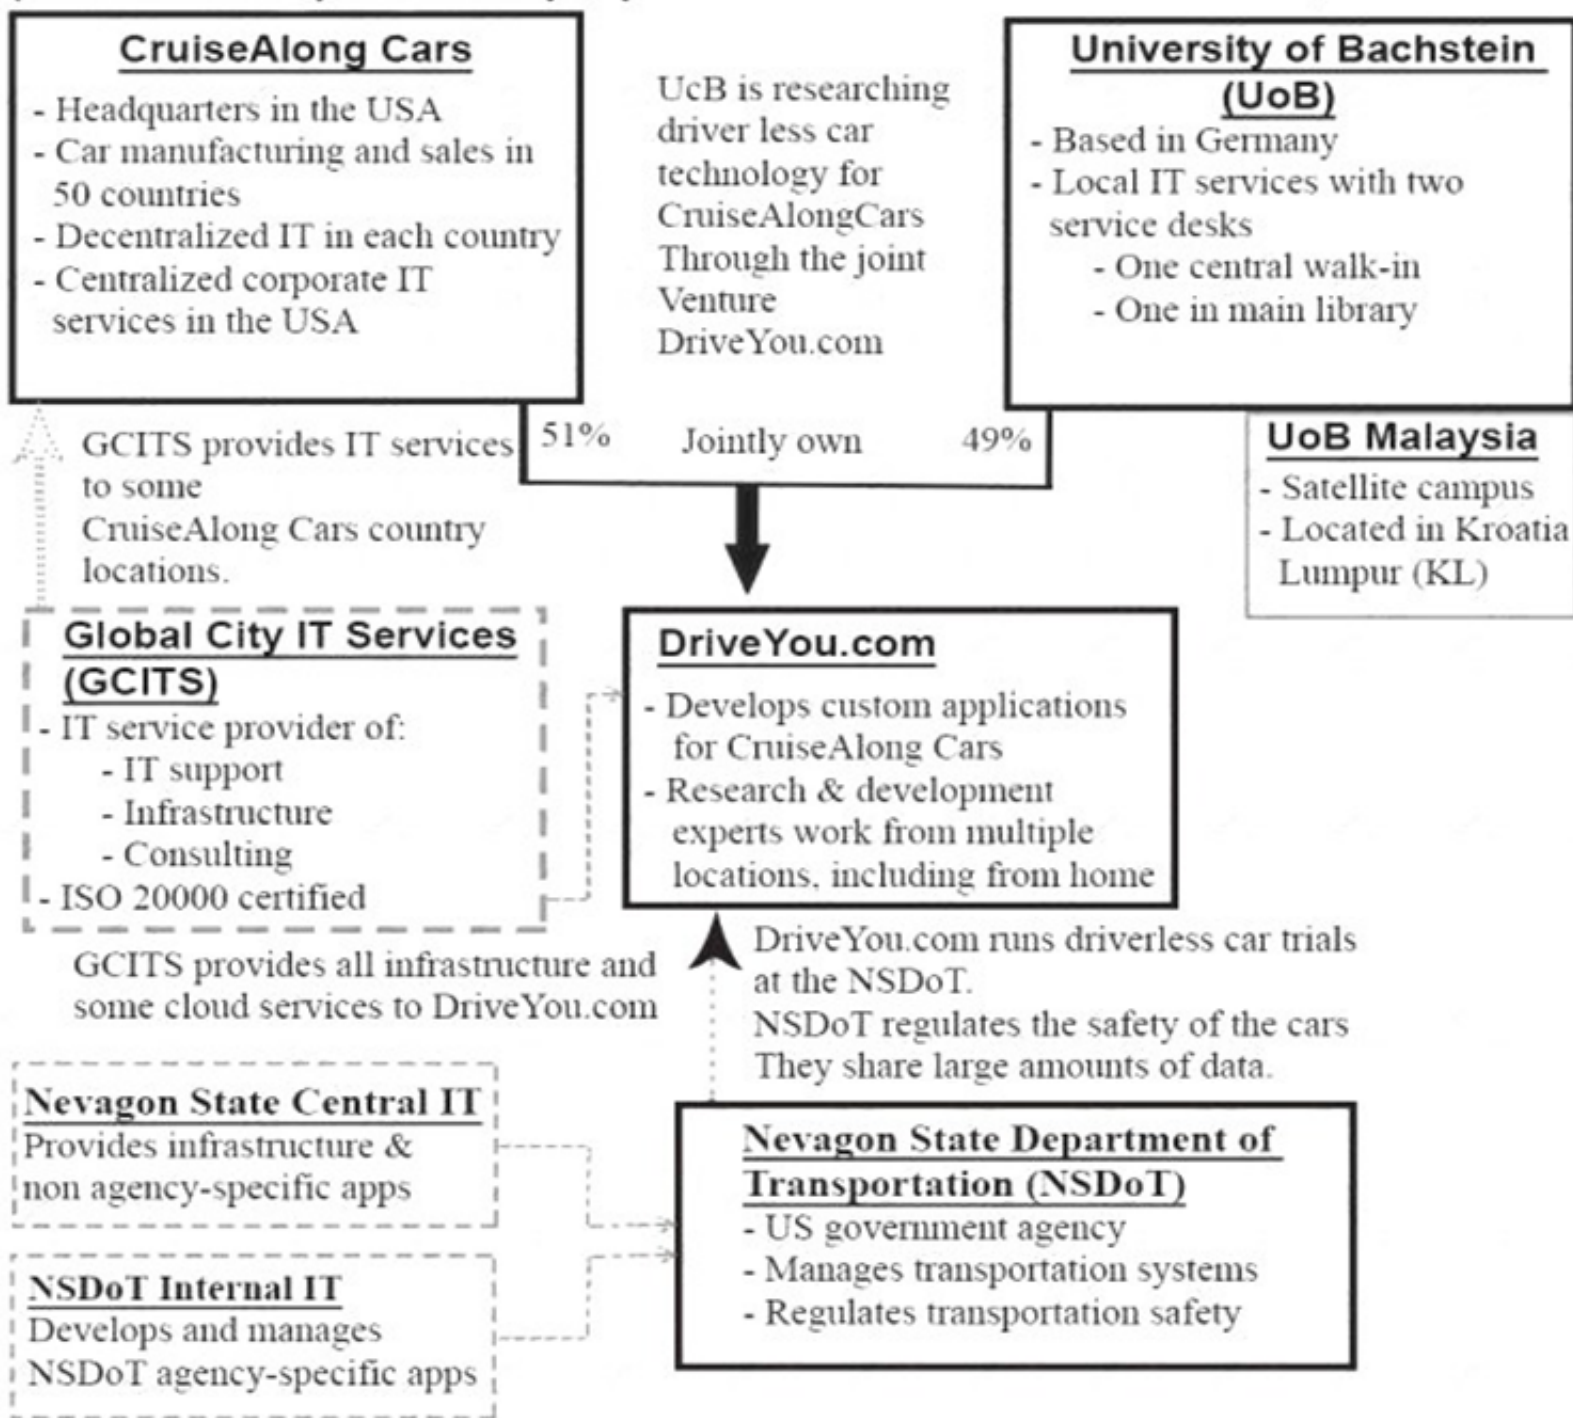 CruiseAlong Cars
- Headquarters in the USA
- Car manufacturing and sales in
50 countries
- Decentralized IT in each country
- Centralized corporate IT
services in the USA
UcB is researching
driver less car
technology for
CruiseAlongCars
Through the joint
Venture
DriveYou.com
University of Bachstein
(UoB)
- Based in Germany
- Local IT services with two
service desks
- One central walk-in
- One in main library
51% Jointly own 49%
UoB Malaysia
- Satellite campus
- Located in Kroatia
Lumpur (KL)
GCITS provides IT services
to some
CruiseAlong Cars country
locations.
Global City IT Services
(GCITS)
- IT service provider of:
- IT support
- Infrastructure
- Consulting
- ISO 20000 certified
DriveYou.com
- Develops custom applications
for CruiseAlong Cars
- Research & development
experts work from multiple
locations, including from home
GCITS provides all infrastructure and
some cloud services to DriveYou.com
DriveYou.com runs driverless car trials
at the NSDoT.
NSDoT regulates the safety of the cars
They share large amounts of data.
Nevagon State Central IT
Provides infrastructure &
non agency-specific apps
NSDoT Internal IT
Develops and manages
NSDoT agency-specific apps
Nevagon State Department of
Transportation (NSDoT)
- US government agency
- Manages transportation systems
- Regulates transportation safety